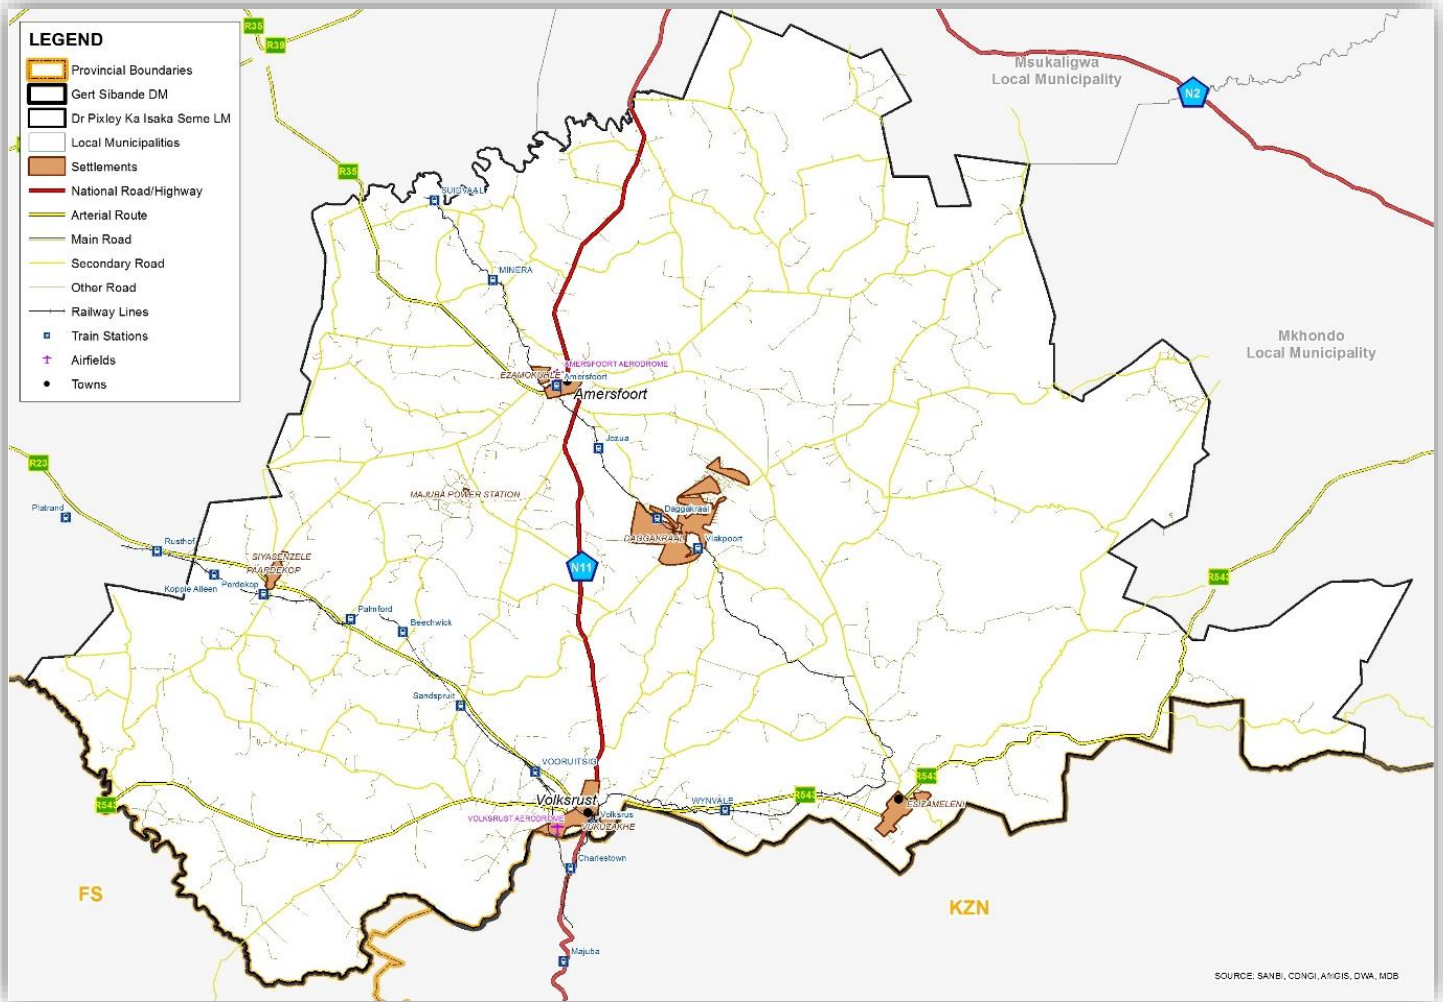 LEGEND
Provincial Boundaries
Gert Sibande DM
Dr Pixley Ka Isaka Seme LM
Local Municipalities
Settlements
National Road/Highway
Arterial Route
Main Road
Secondary Road
Other Road
Railway Lines
Train Stations
Airfields
Towns
R35
R39
Msukaligwa
Local Municipality
N2
R35
SUIDVAAL
MINERA
Mkhondo
Local Municipality
AMERSFOORT AERODROME
EZAMOKUHLE
Amersfoort
Amersfoort
Jozua
R23
MAJUBA POWER STATION
Platrand
Daggakraal
DAGGAKRAAL
Vlakpoort
Rusthof
SIYASENZELE
PAARDEKOP
N11
Kopple Alleen
Perdekop
R543
Palmford
Beechwick
Sandspruit
VOORUITSIG
R543
Volksrust
R543
WYNVALE
R543
EGIZAMELENI
VOLKSRUST AERODROME
Volksrus
VUKUZAKHE
Charlestown
FS
KZN
Majuba
SOURCE: SANBI, CDNGI, AfriGIS, DWA, MDB